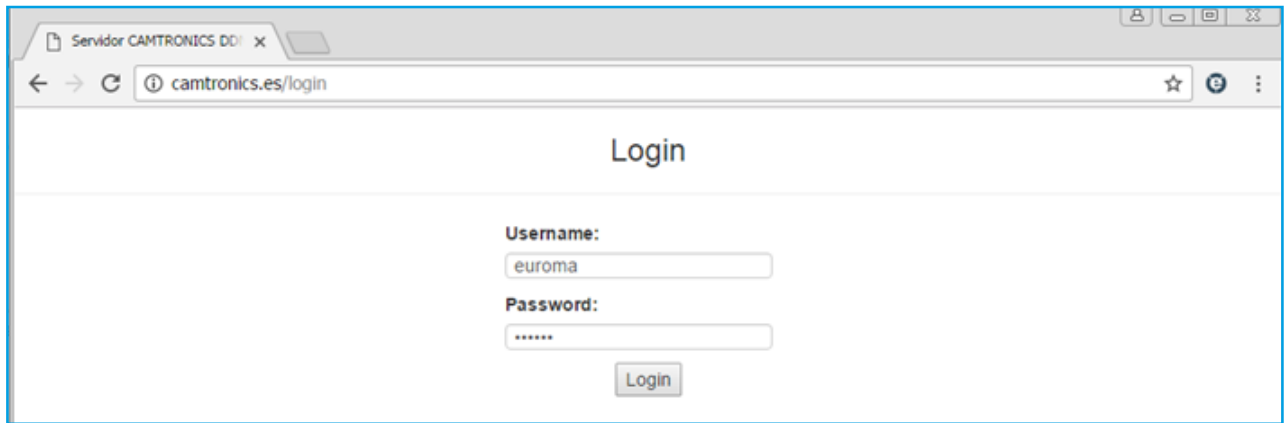 Servidor CAMTRONICS DD
camtronics.es/login
Login
Username:
euroma
Password:
••••••
Login